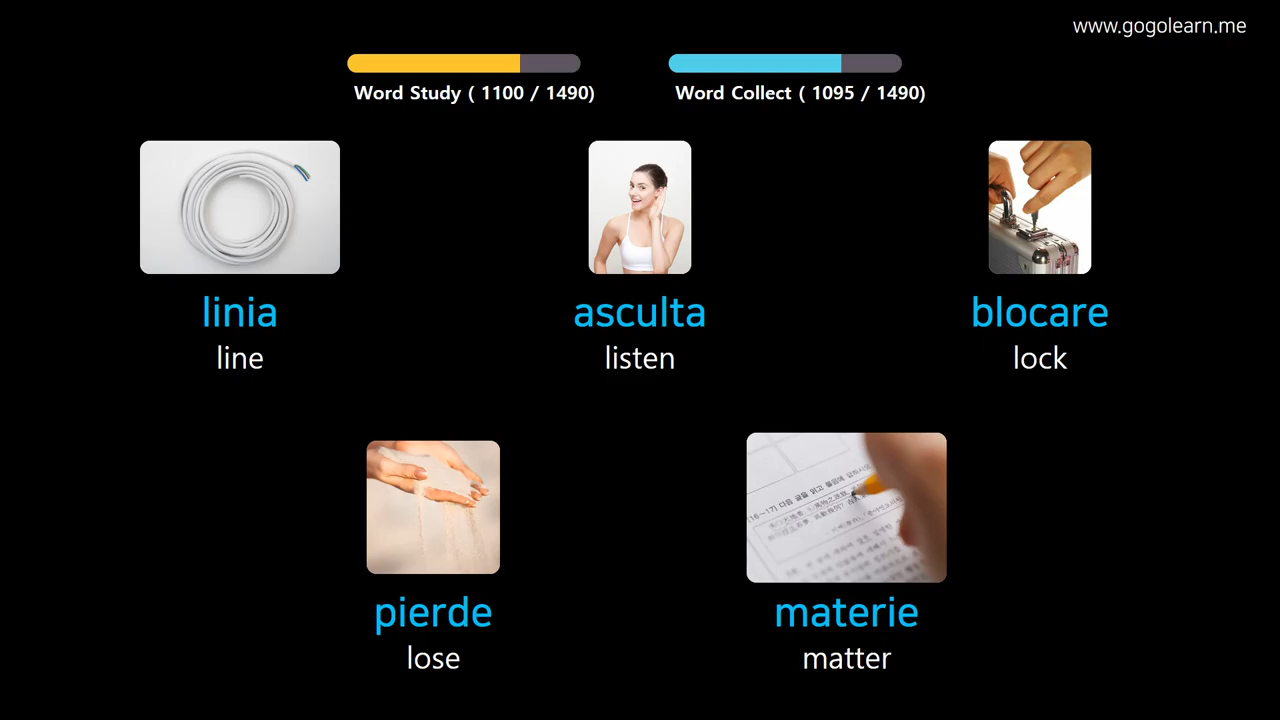 www.gogolearn.me
Word Study ( 1100 / 1490)
Word Collect ( 1095 / 1490)
linia
line
asculta
listen
blocare
lock
pierde
lose
materie
matter